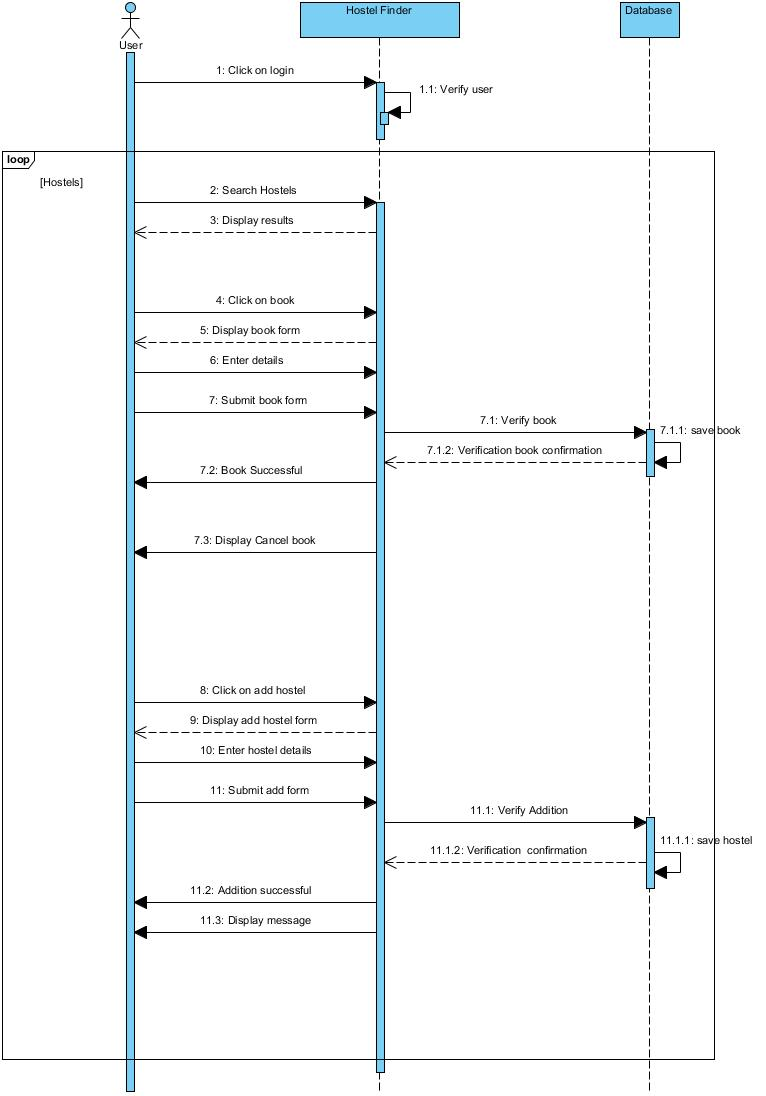 Hostel Finder
Database
User
1: Click on login
1.1: Verify user
loop
[Hostels]
2: Search Hostels
3: Display results
4: Click on book
5: Display book form
6: Enter details
7: Submit book form
7.1: Verify book
7.1.1: save book
7.1.2: Verification book confirmation
7.2: Book Successful
7.3: Display Cancel book
8: Click on add hostel
9: Display add hostel form
10: Enter hostel details
11: Submit add form
11.1: Verify Addition
11.1.1: save hostel
11.1.2: Verification  confirmation
11.2: Addition successful
11.3: Display message